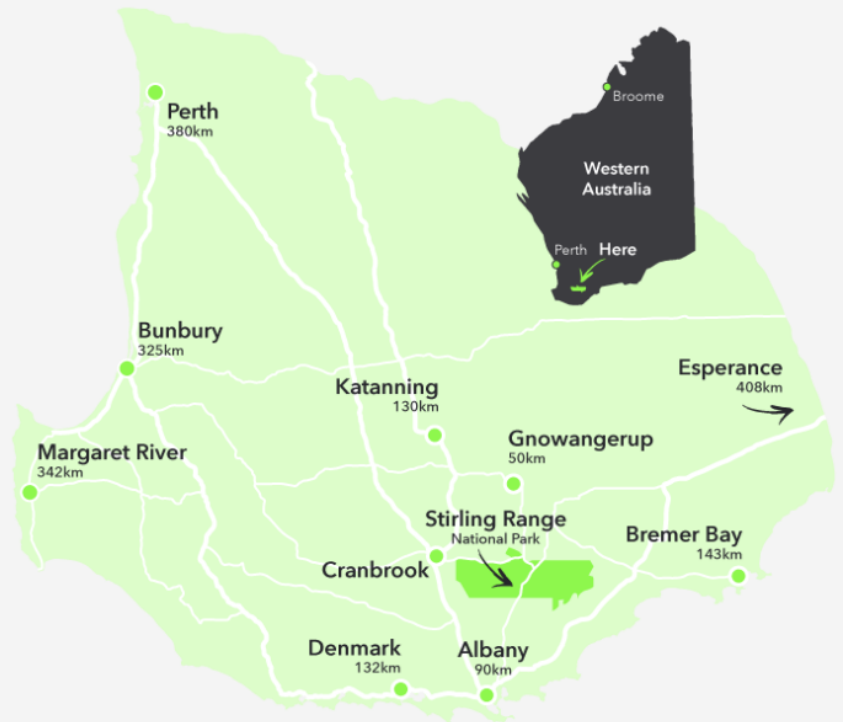 Broome
Perth
380km
Western
Australia
Perth
Here
Bunbury
325km
Esperance
408km
Katanning
130km
Gnowangerup
50km
Margaret River
342km
Stirling Range
National Park
Bremer Bay
143km
Cranbrook
Denmark
132km
Albany
90km